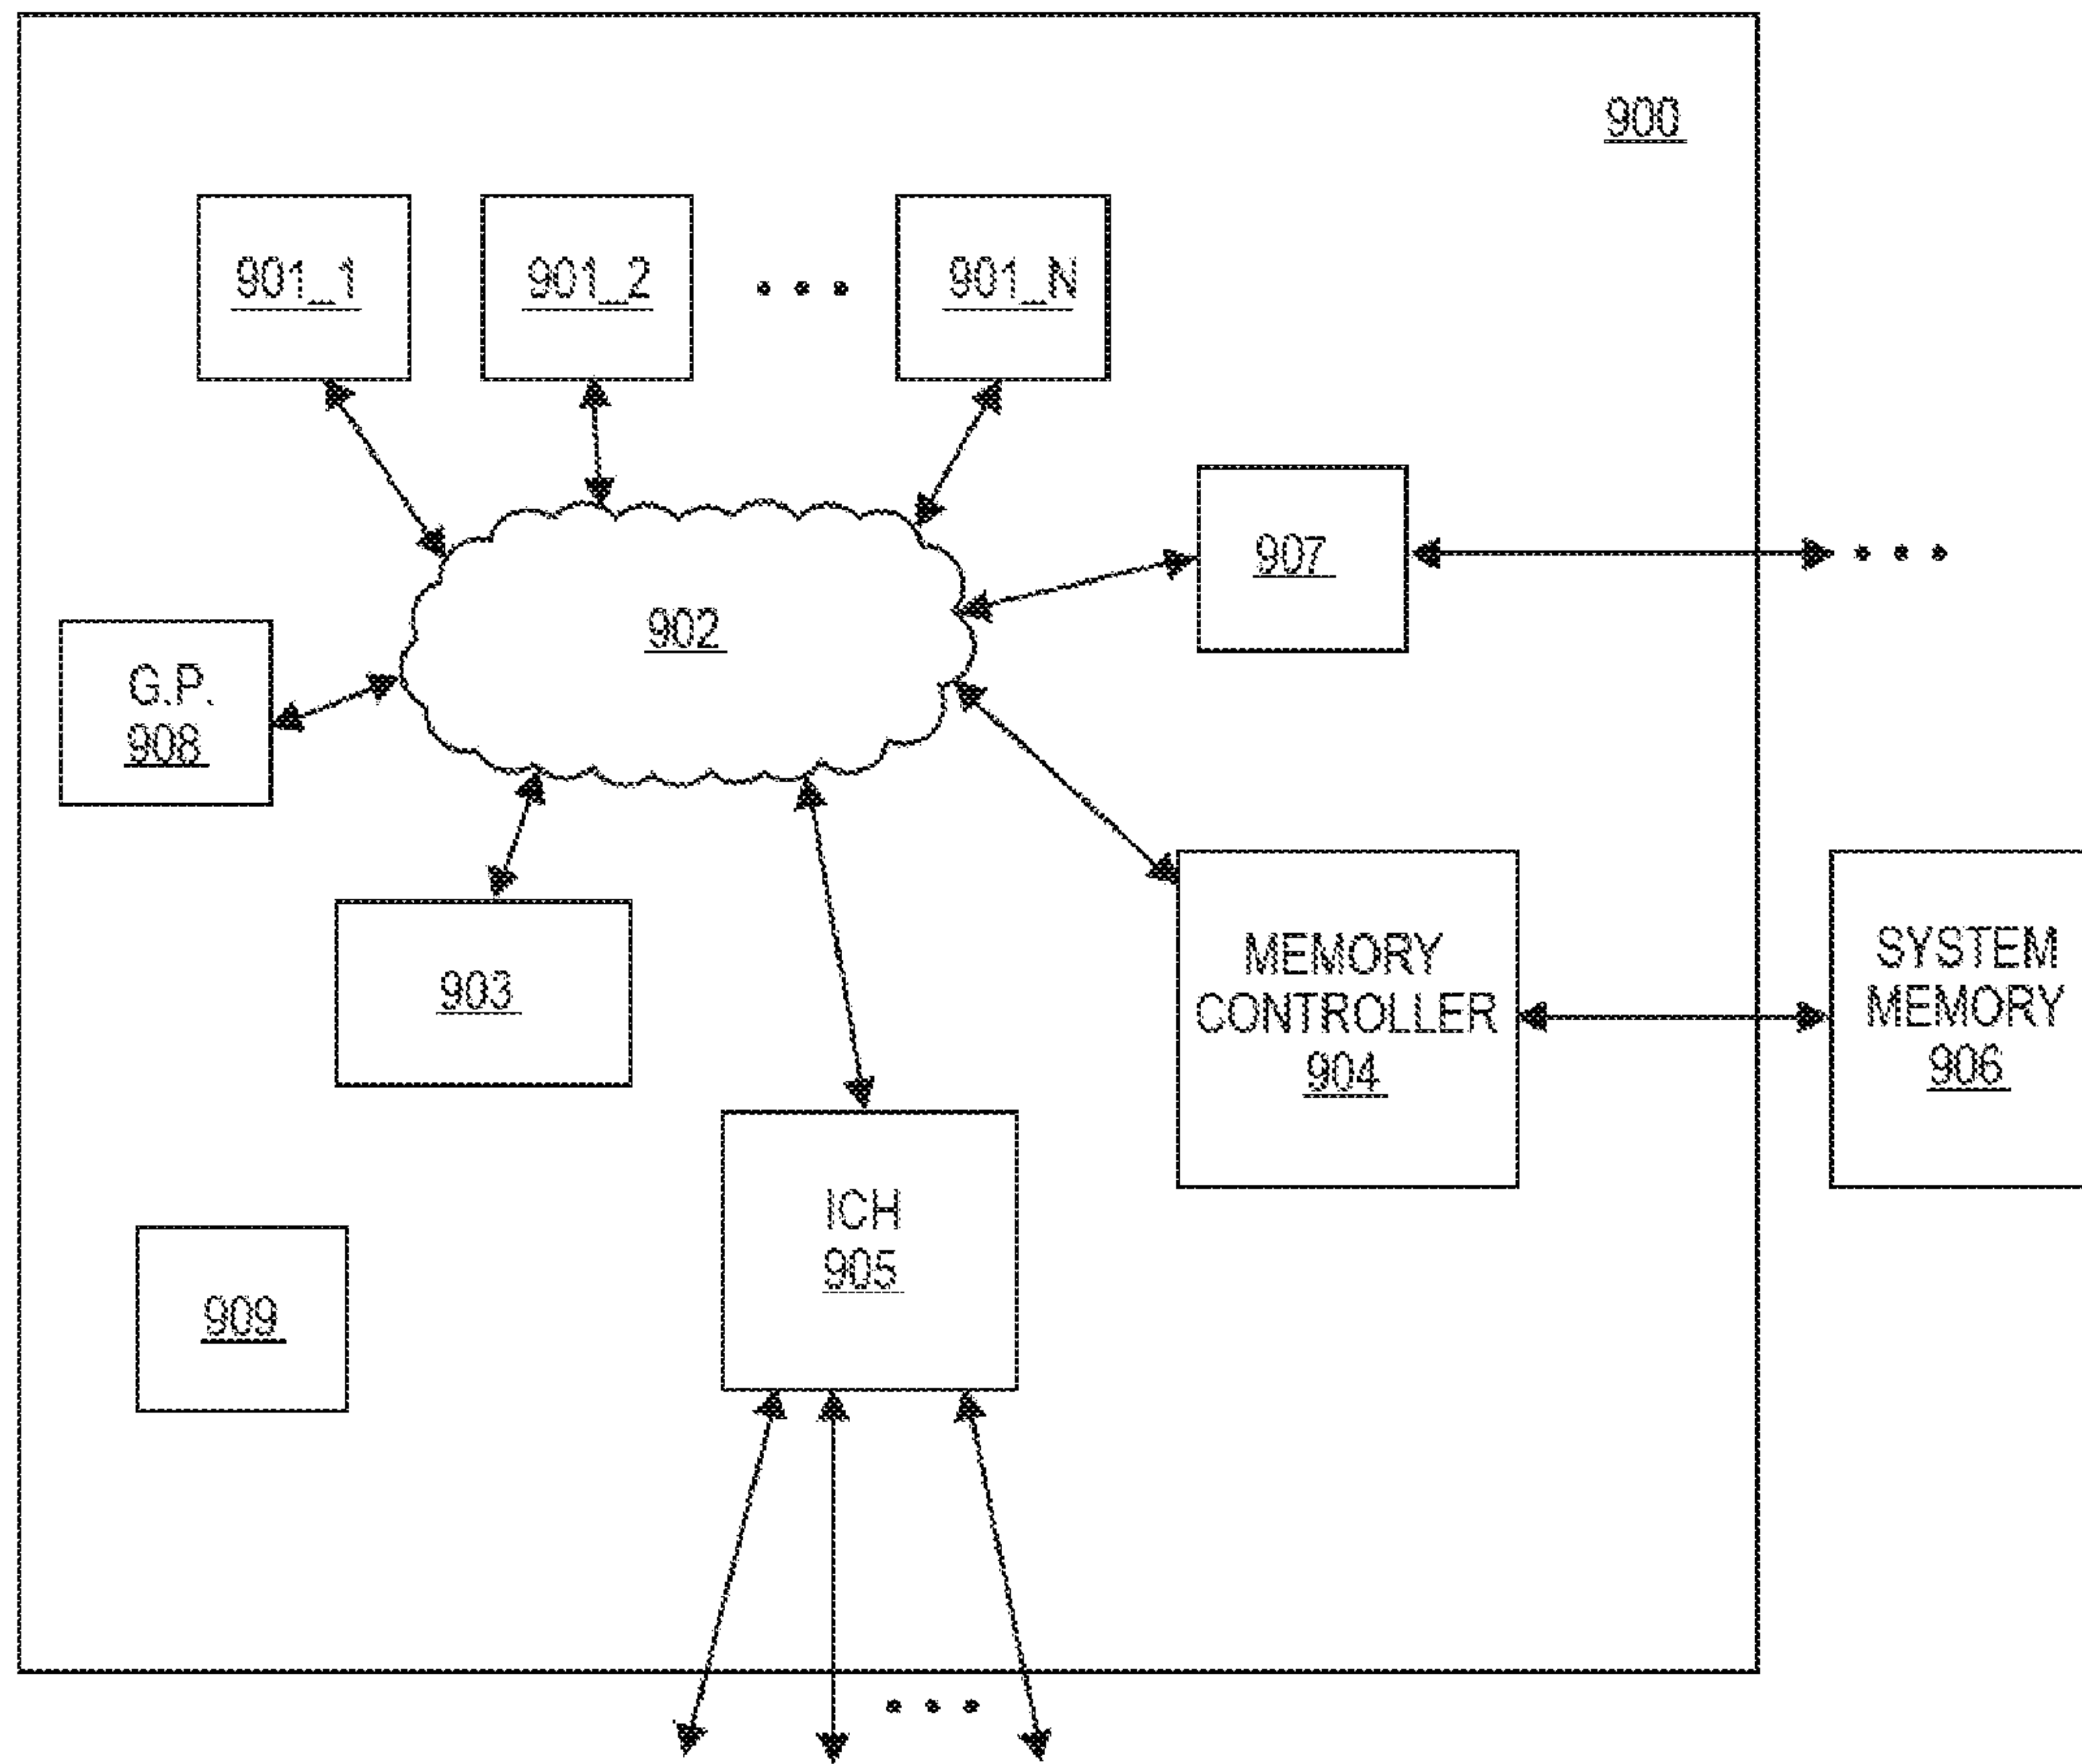 900
901_1
901_2
• • •
901_N
907
• • •
902
G.P.
908
903
MEMORY
CONTROLLER
904
SYSTEM
MEMORY
906
ICH
905
909
• • •